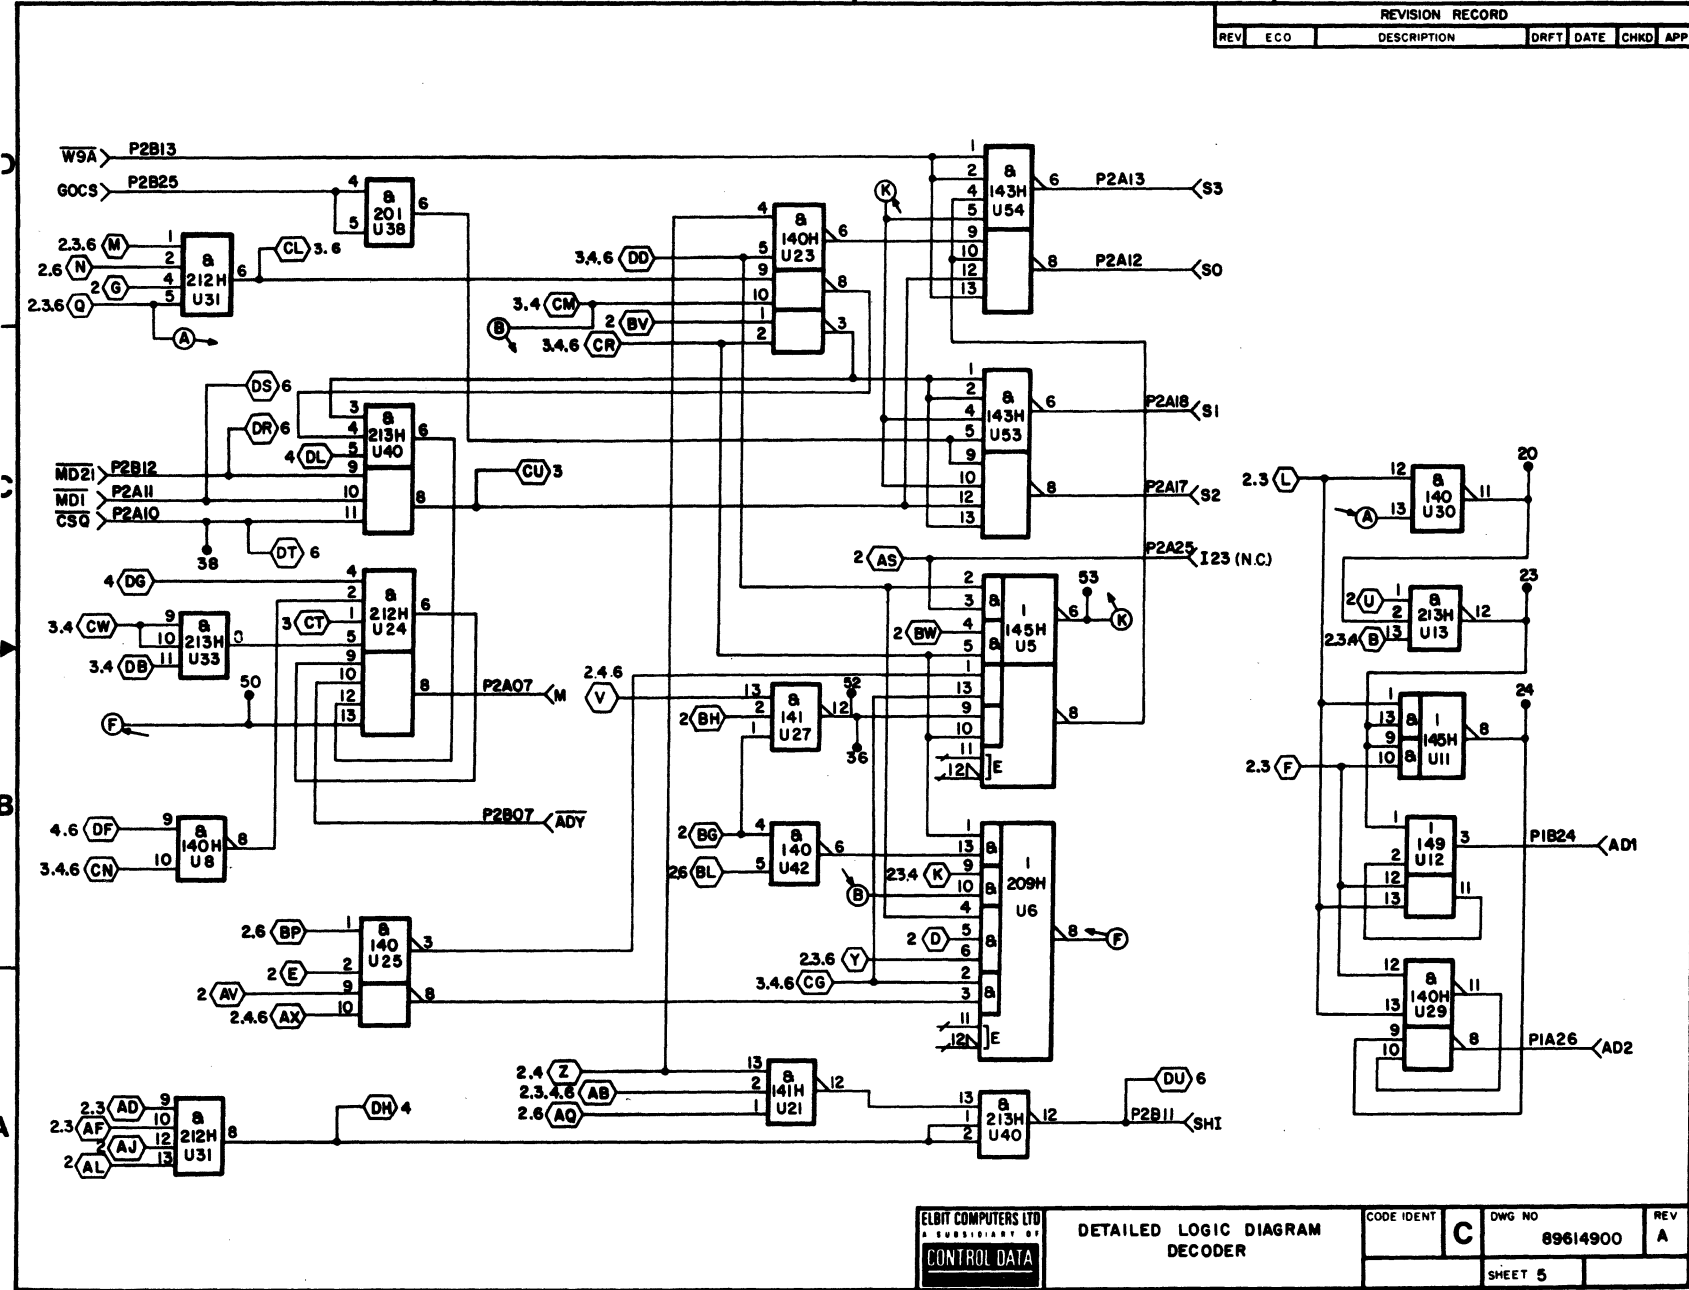 REVISION RECORD
REV ECO DESCRIPTION DRFT DATE CHKD APP
D
W9A P2B13
GOCS P2B25
4 5 & 201 U38 6
2.3.6 M 1
2.6 N 2
2 G 4
2.3.6 Q 5
& 212H U31 6
CL 3.6
A
3.4.6 DD
3.4 CM
B
2 BV
3.4.6 CR
4 5 9 10 1 2
& 140H U23
6 8 3
K
1 2 4 5 9 10 12 13
& 143H U54
6 P2A13 S3
8 P2A12 S0
C
DS 6
DR 6
4 DL
MD21 P2B12
MD1 P2A11
CSQ P2A10
38
DT 6
3 4 5 9 10 11
& 213H U40
6 8
CU 3
1 2 4 5 9 10 12 13
& 143H U53
6 P2A18 S1
8 P2A17 S2
2 AS P2A25 I23 (N.C.)
4 DG
3.4 CW
3.4 DB
9 10 11
& 213H U33
3 CT
4 2 1 5 9 10 12 13
& 212H U24
6
8 P2A07 M
50
F
P2B07 ADY
2 BW
2 3 4 5 1 13 9 10 11 12
& & 1 145H U5 E
6 53 K
8
2.4.6 V
2 BH
13 2 1
& 141 U27
12 52
36
B
4.6 DF
3.4.6 CN
9 10
& 140H U8 8
2 BG
2.6 BL
4 5
& 140 U42 6
2.3.4 K
B
2 D
2.3.6 Y
3.4.6 CG
1 13 9 10 4 5 6 2 3 11 12
& & & & 1 209H U6 E
8 F
2.6 BP
2 E
2 AV
2.4.6 AX
1 2 9 10
& 140 U25
3 8
2.4 Z
2.3.4.6 AB
2.6 AQ
13 2 1
& 141H U21 12
A
2.3 AD
2.3 AF
2 AJ
2 AL
9 10 12 13
& 212H U31 8
DH 4
13 1 2
& 213H U40 12
DU 6
P2B11 SHI
2.3 L
A
12 13
& 140 U30 11
20
2 U
2.3.4 B
1 2 13
& 213H U13 12
23
2.3 F
1 13 9 10
& & 1 145H U11 8
24
1 2 12 13
1 149 U12
3 P1B24 AD1
11
12 13 9 10
& 140H U29
11
8 P1A26 AD2
ELBIT COMPUTERS LTD
A SUBSIDIARY OF
CONTROL DATA
DETAILED LOGIC DIAGRAM
DECODER
CODE IDENT
C
DWG NO
89614900
REV
A
SHEET 5